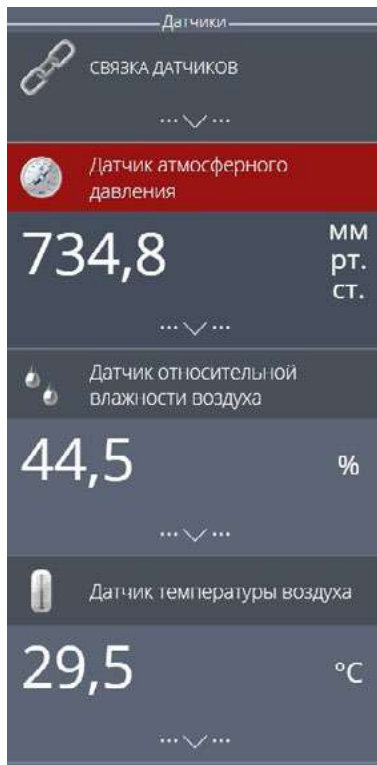 Датчики
СВЯЗКА ДАТЧИКОВ
... ...
Датчик атмосферного
давления
734,8
мм
рт.
ст.
... ...
Датчик относительной
влажности воздуха
44,5
%
... ...
Датчик температуры воздуха
29,5
°C
... ...